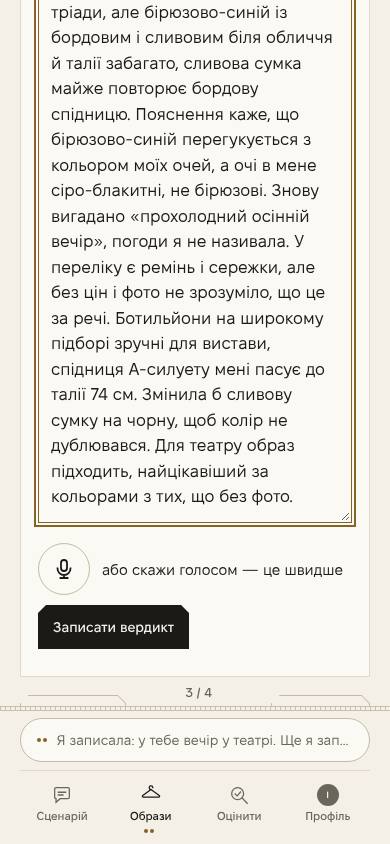 тріади, але бірюзово-синій із
бордовим і сливовим біля обличчя
й талії забагато, сливова сумка
майже повторює бордову
спідницю. Пояснення каже, що
бірюзово-синій перегукується з
кольором моїх очей, а очі в мене
сіро-блакитні, не бірюзові. Знову
вигадано «прохолодний осінній
вечір», погоди я не називала. У
переліку є ремінь і сережки, але
без цін і фото не зрозуміло, що це
за речі. Ботильйони на широкому
підборі зручні для вистави,
спідниця А-силуету мені пасує до
талії 74 см. Змінила б сливову
сумку на чорну, щоб колір не
дублювався. Для театру образ
підходить, найцікавіший за
кольорами з тих, що без фото.
або скажи голосом — це швидше
Записати вердикт
3 / 4
Я записала: у тебе вечір у театрі. Ще я зап...
Сценарій
Образи
Оцінити
І
Профіль